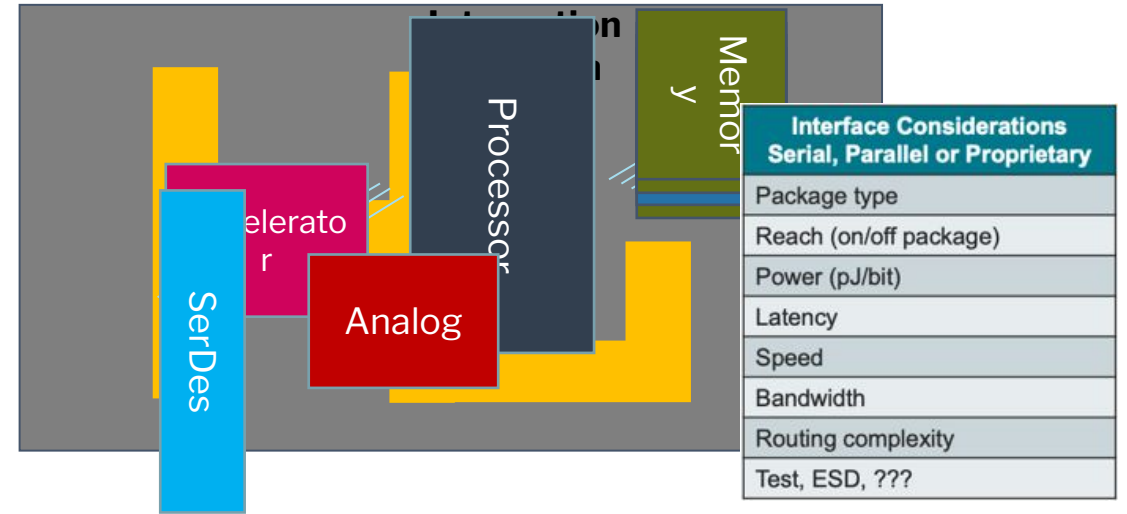 n
Processor
Memor
y
elerato
r
SerDes
Analog
Interface Considerations
Serial, Parallel or Proprietary
Package type
Reach (on/off package)
Power (pJ/bit)
Latency
Speed
Bandwidth
Routing complexity
Test, ESD, ???